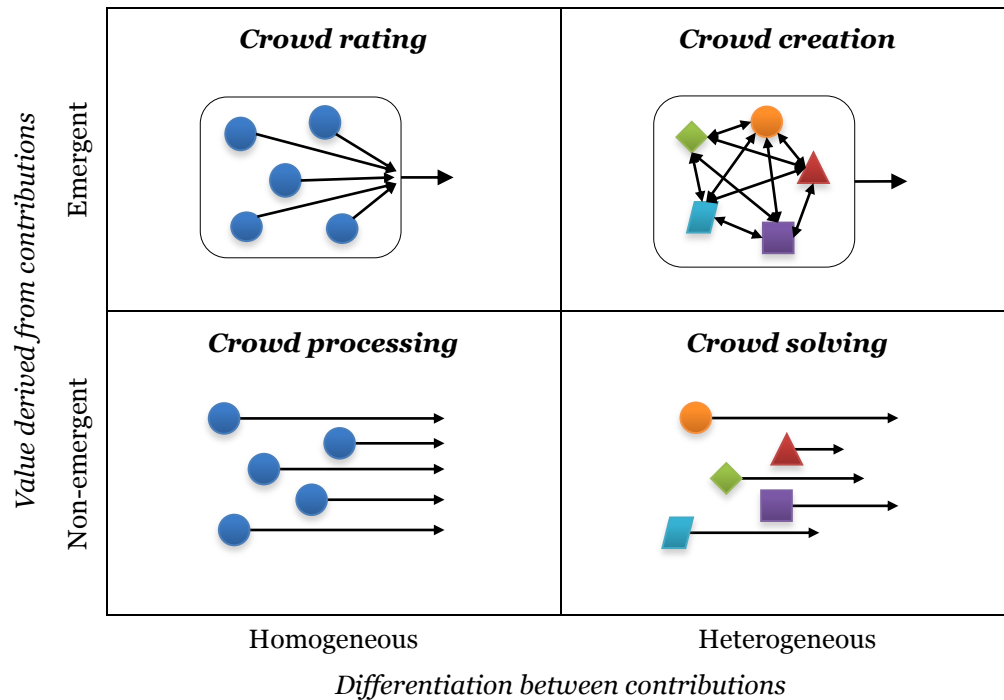 Crowd rating
Crowd creation
Value derived from contributions
Emergent
Crowd processing
Crowd solving
Non-emergent
Homogeneous
Heterogeneous
Differentiation between contributions